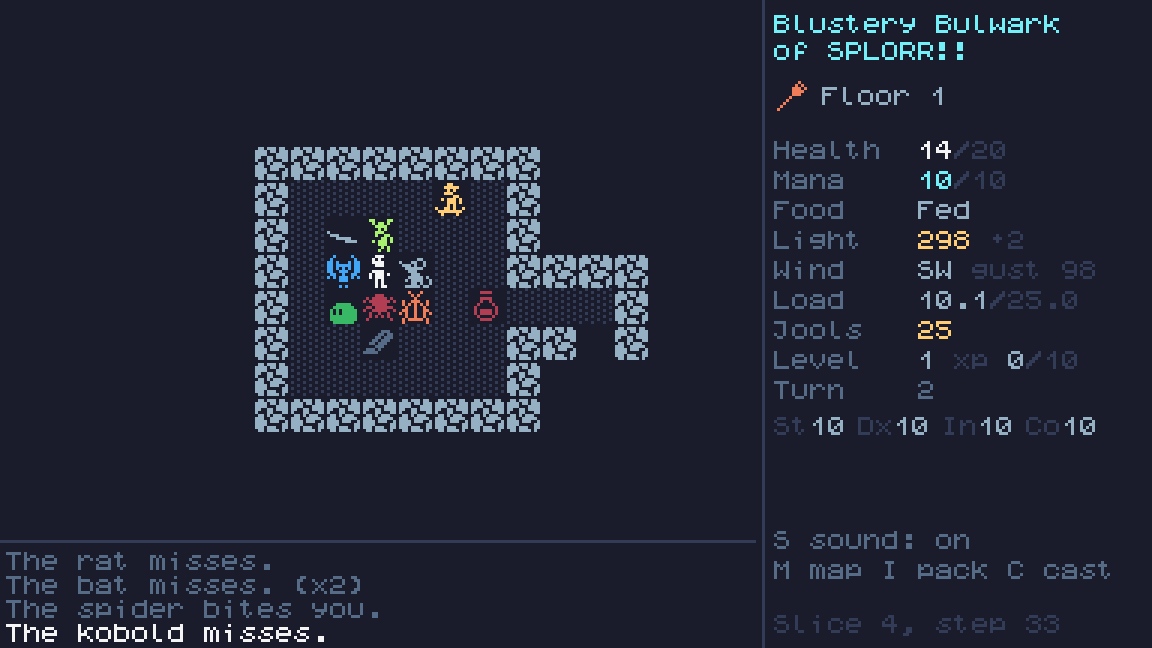 Blustery Bulwark
of SPLORR!!
Floor 1
Health 14/20
Mana 10/10
Food Fed
Light 298 +2
Wind SW gust 98
Load 10.1/25.0
Jools 25
Level 1 xp 0/10
Turn 2
St10 Dx10 In10 Co10
S sound: on
M map I pack C cast
Slice 4, step 33
The rat misses.
The bat misses. (x2)
The spider bites you.
The kobold misses.